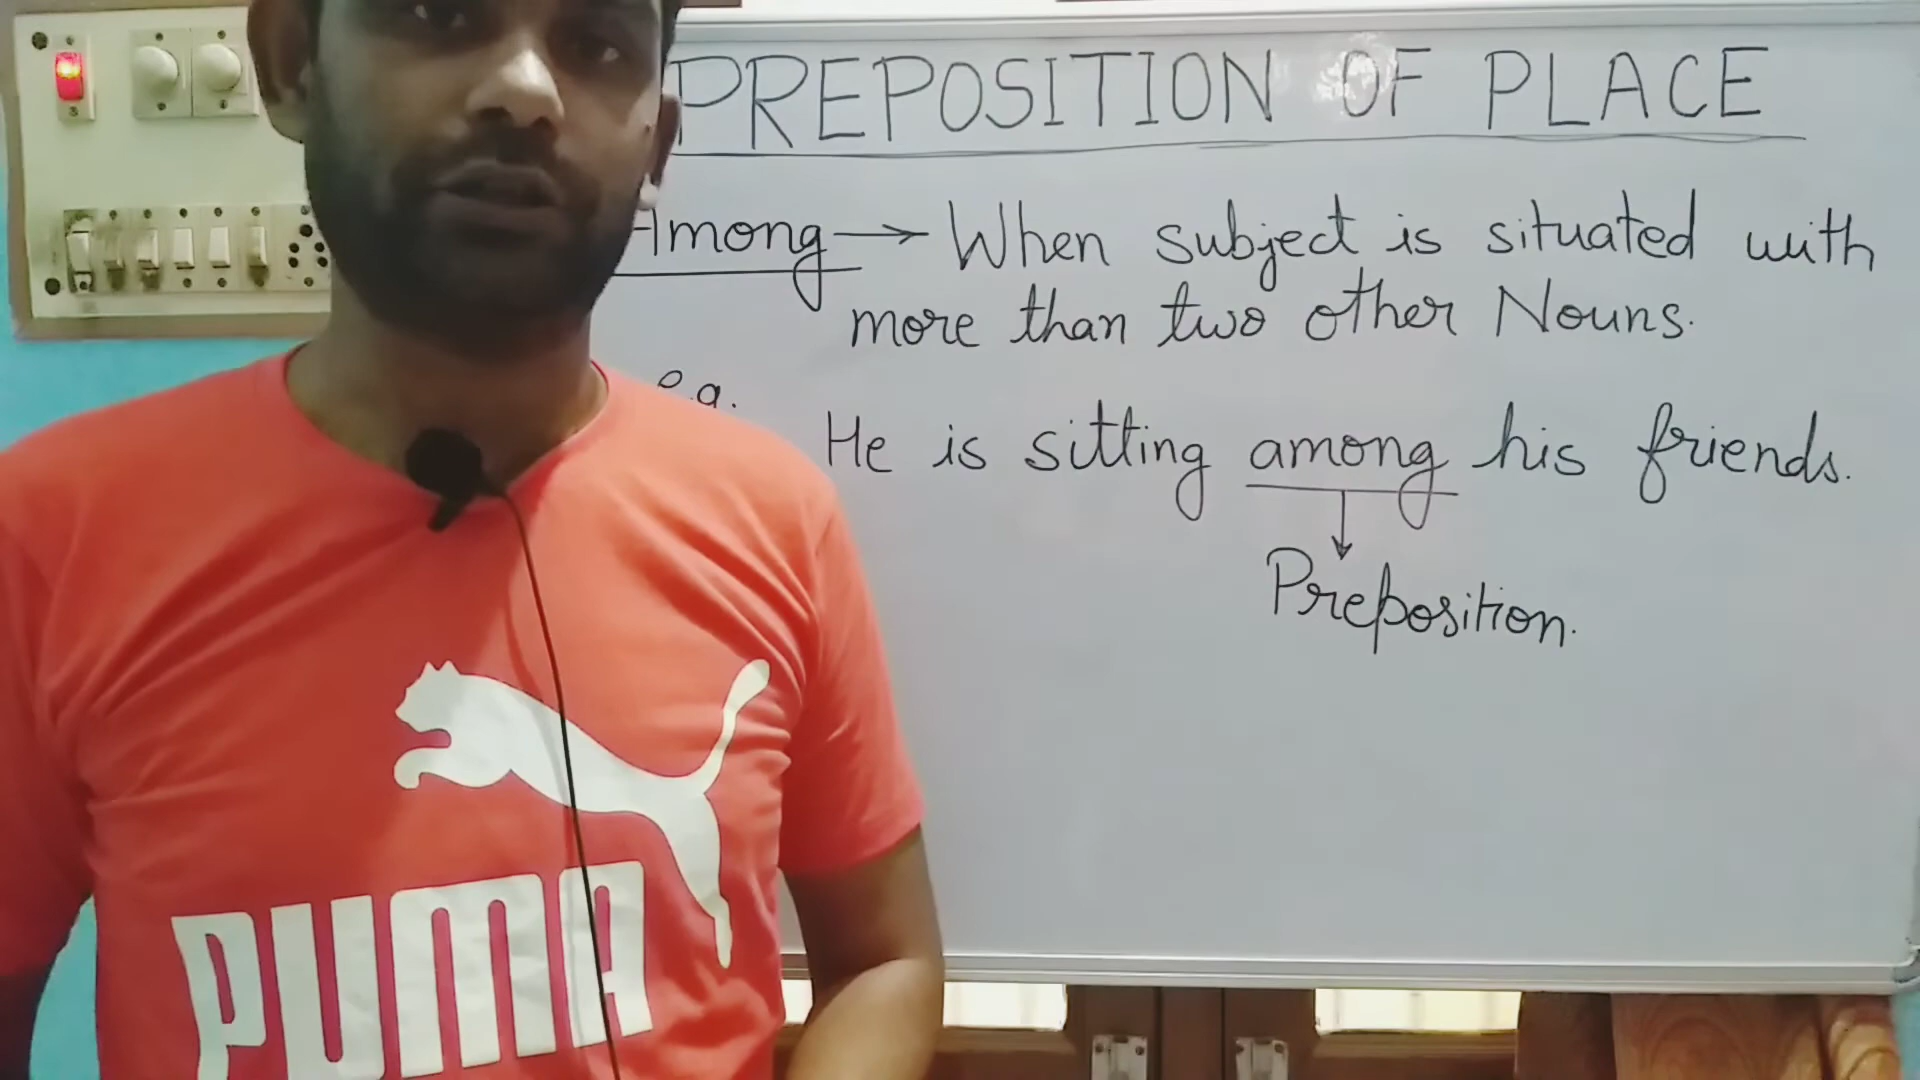 PREPOSITION OF PLACE
Among → When subject is situated with
more than two other Nouns.
e.g.
He is sitting among his friends.
Preposition.
PUMA